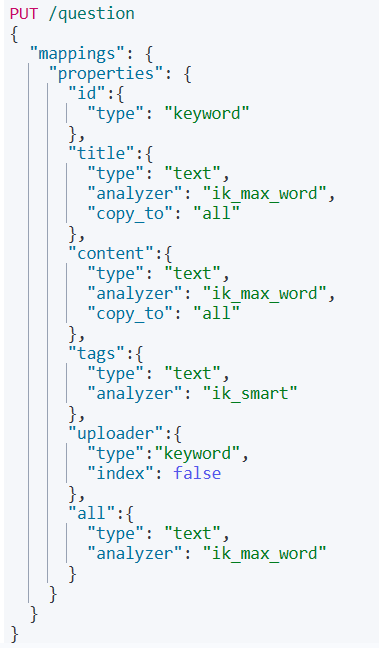 PUT /question
{
  "mappings": {
    "properties": {
      "id":{
        "type": "keyword"
      },
      "title":{
        "type": "text",
        "analyzer": "ik_max_word",
        "copy_to": "all"
      },
      "content":{
        "type": "text",
        "analyzer": "ik_max_word",
        "copy_to": "all"
      },
      "tags":{
        "type": "text",
        "analyzer": "ik_smart"
      },
      "uploader":{
        "type":"keyword",
        "index": false
      },
      "all":{
        "type": "text",
        "analyzer": "ik_max_word"
      }
    }
  }
}